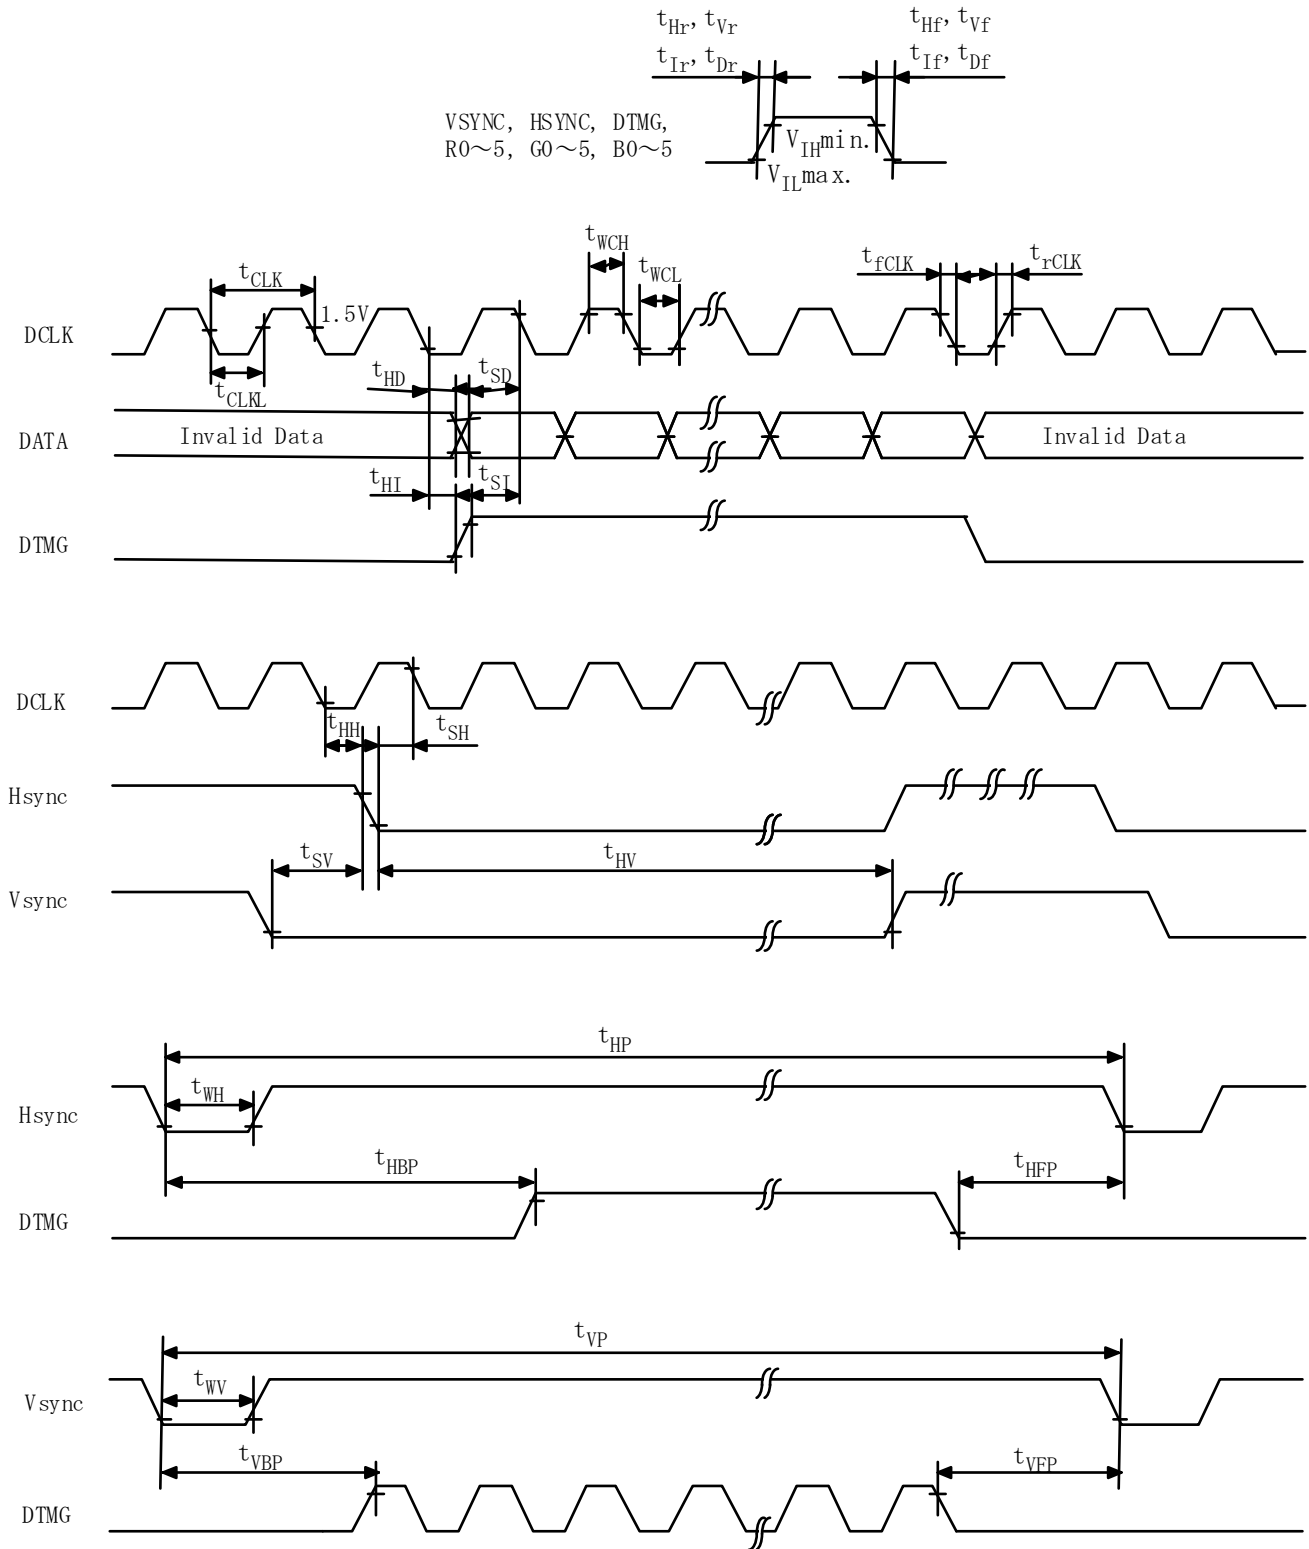 tHr, tVr
tIr, tDr
tHf, tVf
tIf, tDf
VSYNC, HSYNC, DTMG,
R0～5, G0～5, B0～5
VIHmin.
VILmax.
tWCH
tWCL
tCLK
tfCLK
trCLK
1.5V
DCLK
tHD
tSD
tCLKL
DATA
Invalid Data
Invalid Data
tHI
tSI
DTMG
DCLK
tHH
tSH
Hsync
tSV
tHV
Vsync
tHP
tWH
Hsync
tHBP
tHFP
DTMG
tVP
tWV
Vsync
tVBP
tVFP
DTMG